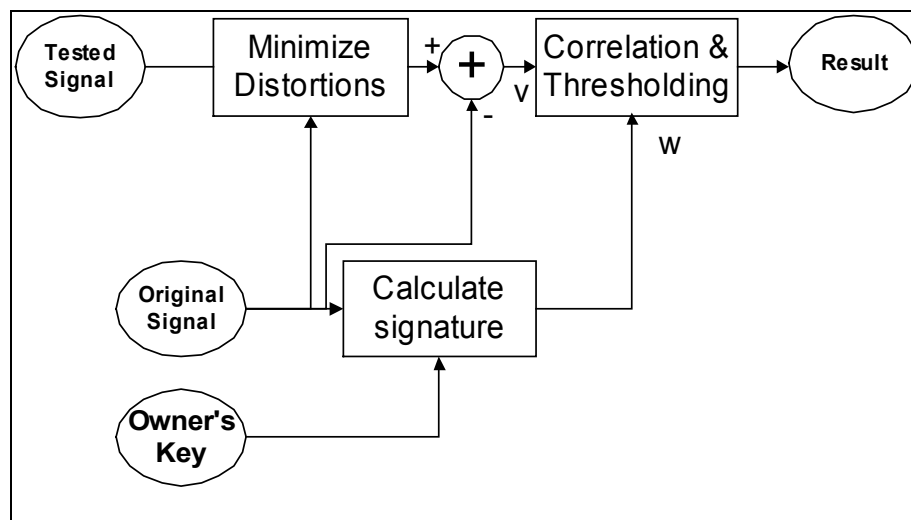 Tested
Signal
Minimize
Distortions
+
+
-
v
Correlation &
Thresholding
Result
w
Original
Signal
Calculate
signature
Owner's
Key